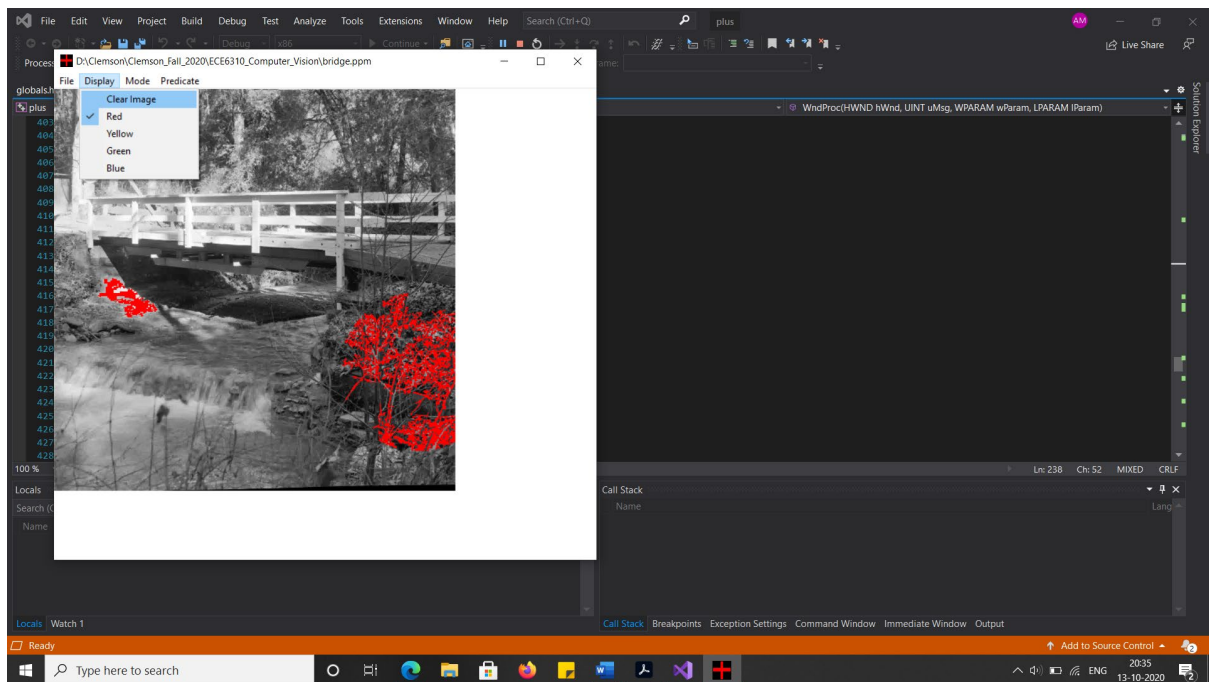 File Edit View Project Build Debug Test Analyze Tools Extensions Window Help Search (Ctrl+Q) plus AM
Debug x86 Continue Live Share
Process D:\Clemson\Clemson_Fall_2020\ECE6310_Computer_Vision\bridge.ppm
File Display Mode Predicate
globals.h
Clear Image
plus WndProc(HWND hWnd, UINT uMsg, WPARAM wParam, LPARAM lParam)
Red
Yellow
Green
Blue
Solution Explorer
403
404
405
406
407
408
409
410
411
412
413
414
415
416
417
418
419
420
421
422
423
424
425
426
427
428
100 % Ln: 238 Ch: 52 MIXED CRLF
Locals Call Stack
Search (C Name Lang
Name
Locals Watch 1 Call Stack Breakpoints Exception Settings Command Window Immediate Window Output
Ready Add to Source Control 2
Type here to search ENG 20:35
13-10-2020 2